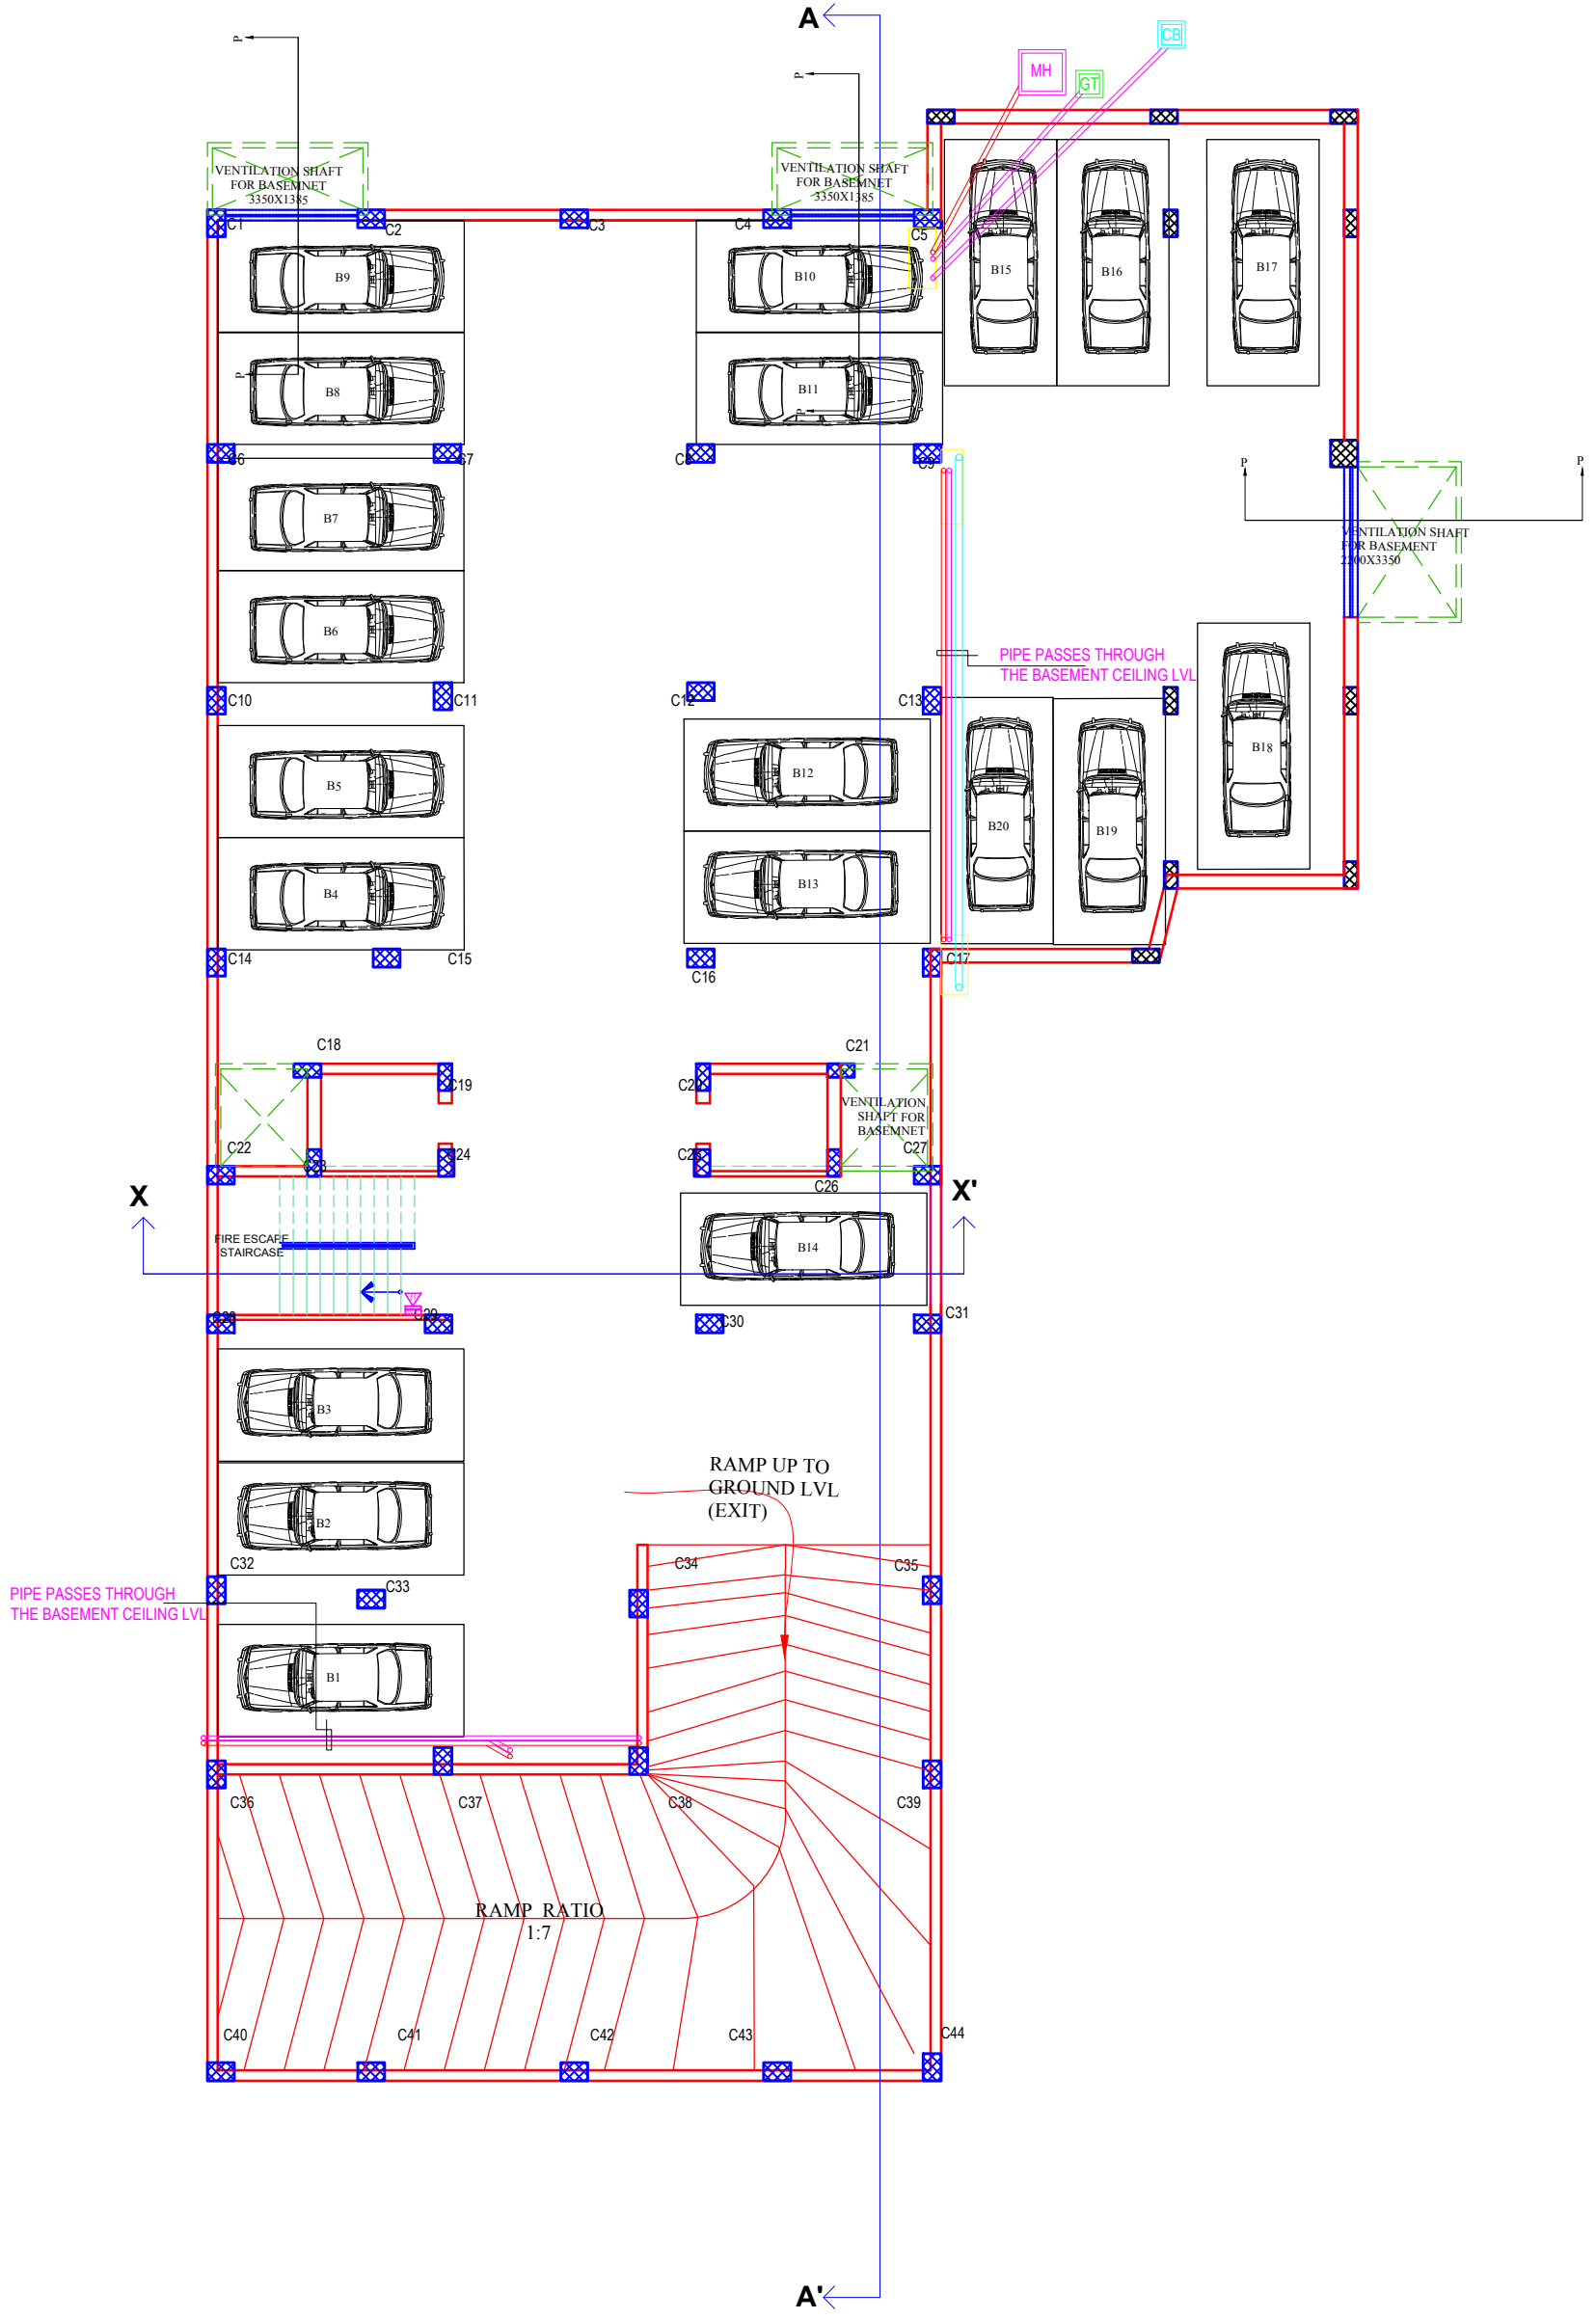 A
P
P
MH
GT
CB
VENTILATION SHAFT
FOR BASEMNET
3350X1385
VENTILATION SHAFT
FOR BASEMNET
3350X1385
C1
C2
C3
C4
C5
B9
B10
B15
B16
B17
B8
B11
P
P
C6
C7
C8
C9
P
P
B7
VENTILATION SHAFT
FOR BASEMENT
2200X3350
B6
PIPE PASSES THROUGH
THE BASEMENT CEILING LVL
C10
C11
C12
C13
B5
B12
B18
B4
B13
B20
B19
C14
C15
C16
C17
C18
C21
C19
C20
VENTILATION
SHAFT FOR
BASEMNET
C22
C23
C24
C25
C26
C27
X
X'
FIRE ESCAPE
STAIRCASE
B14
C28
C29
C30
C31
B3
RAMP UP TO
GROUND LVL
(EXIT)
B2
C32
C33
C34
C35
PIPE PASSES THROUGH
THE BASEMENT CEILING LVL
B1
C36
C37
C38
C39
RAMP RATIO
1:7
C40
C41
C42
C43
C44
A'